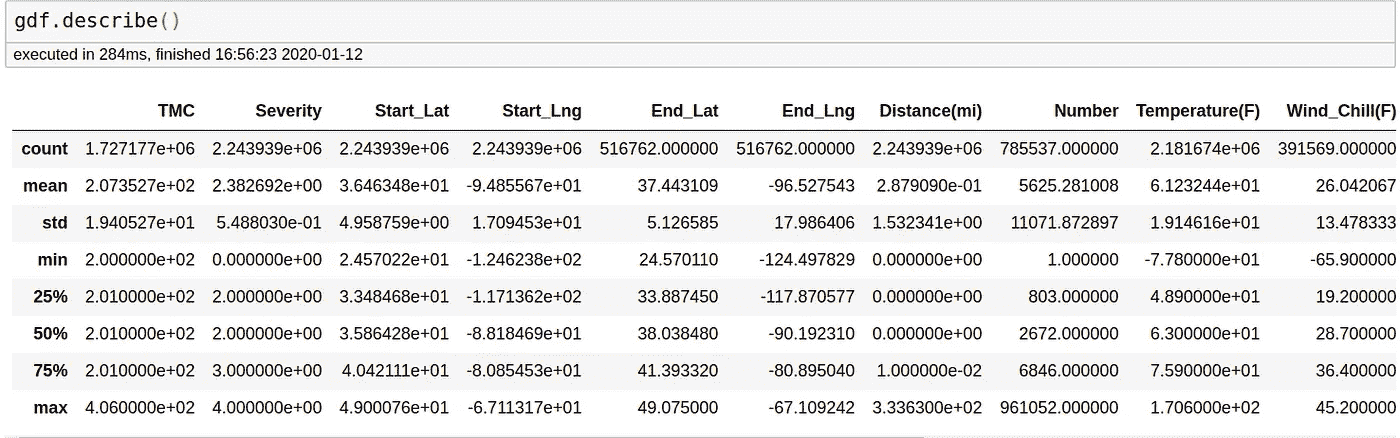 gdf.describe()
executed in 284ms, finished 16:56:23 2020-01-12
TMC Severity Start_Lat Start_Lng End_Lat End_Lng Distance(mi) Number Temperature(F) Wind_Chill(F)
count 1.727177e+06 2.243939e+06 2.243939e+06 2.243939e+06 516762.000000 516762.000000 2.243939e+06 785537.000000 2.181674e+06 391569.000000
mean 2.073527e+02 2.382692e+00 3.646348e+01 -9.485567e+01 37.443109 -96.527543 2.879090e-01 5625.281008 6.123244e+01 26.042067
std 1.940527e+01 5.488030e-01 4.958759e+00 1.709453e+01 5.126585 17.986406 1.532341e+00 11071.872897 1.914616e+01 13.478333
min 2.000000e+02 0.000000e+00 2.457022e+01 -1.246238e+02 24.570110 -124.497829 0.000000e+00 1.000000 -7.780000e+01 -65.900000
25% 2.010000e+02 2.000000e+00 3.348468e+01 -1.171362e+02 33.887450 -117.870577 0.000000e+00 803.000000 4.890000e+01 19.200000
50% 2.010000e+02 2.000000e+00 3.586428e+01 -8.818469e+01 38.038480 -90.192310 0.000000e+00 2672.000000 6.300000e+01 28.700000
75% 2.010000e+02 3.000000e+00 4.042111e+01 -8.085453e+01 41.393320 -80.895040 1.000000e-02 6846.000000 7.590000e+01 36.400000
max 4.060000e+02 4.000000e+00 4.900076e+01 -6.711317e+01 49.075000 -67.109242 3.336300e+02 961052.000000 1.706000e+02 45.200000